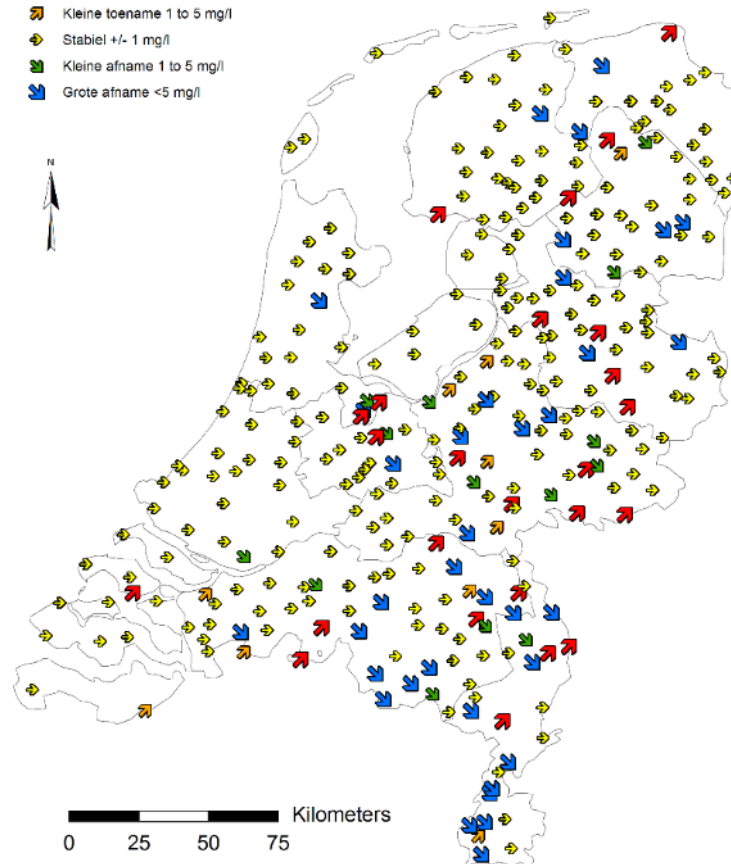 Kleine toename 1 to 5 mg/l
Stabiel +/- 1 mg/l
Kleine afname 1 to 5 mg/l
Grote afname <5 mg/l
N
Kilometers
0 25 50 75